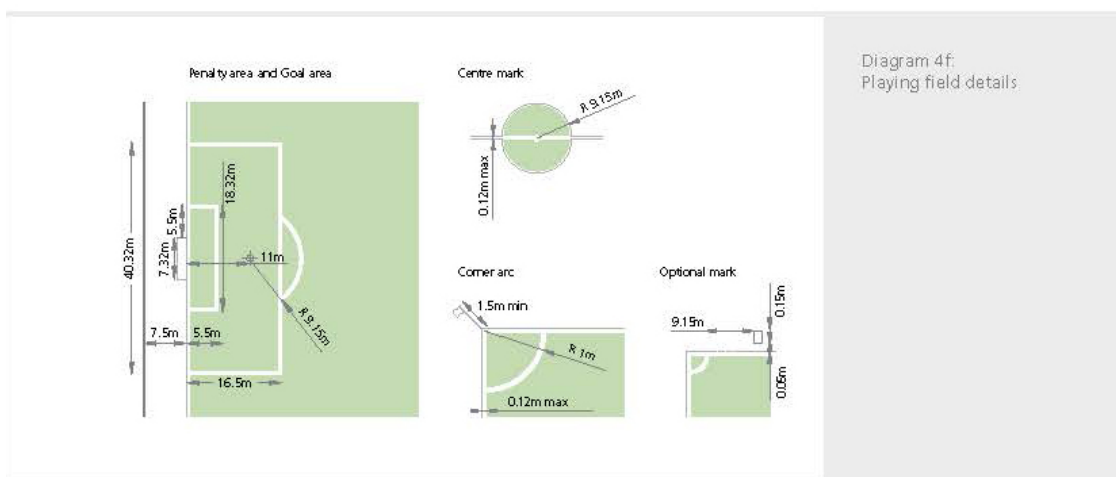 Penalty area and Goal area
40.32m
7.32m
5.5m
18.32m
11m
R 9.15m
7.5m
5.5m
16.5m
Centre mark
R 9.15m
0.12m max
Corner arc
1.5m min
R 1m
0.12m max
Optional mark
9.15m
0.15m
0.05m
Diagram 4f:
Playing field details